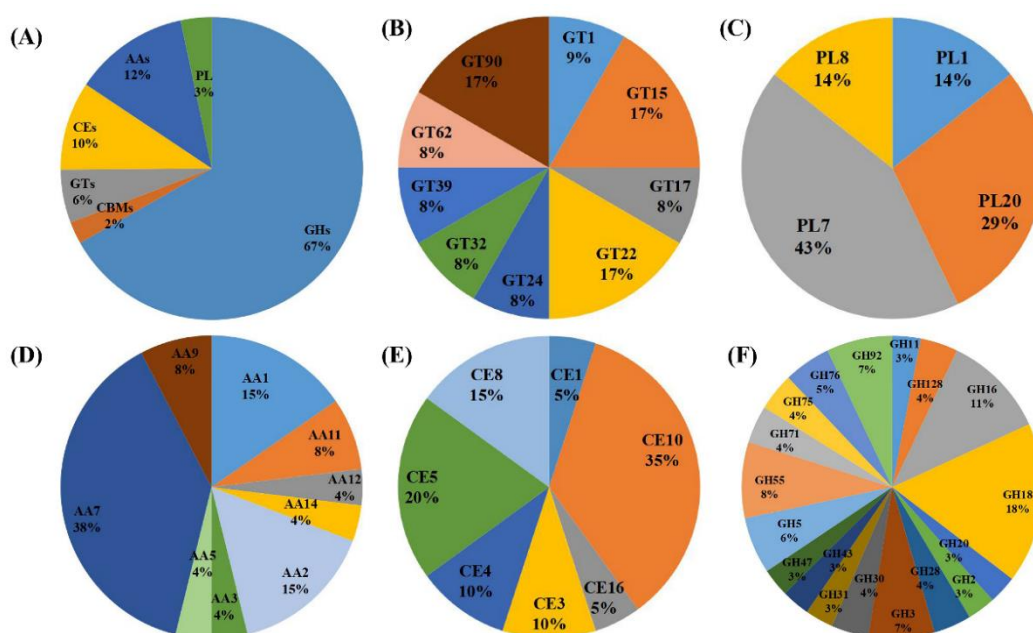 (A)
AAs
12%
PL
3%
CEs
10%
GTs
6%
CBMs
2%
GHs
67%
(B)
GT90
17%
GT1
9%
GT15
17%
GT62
8%
GT39
8%
GT17
8%
GT32
8%
GT24
8%
GT22
17%
(C)
PL8
14%
PL1
14%
PL7
43%
PL20
29%
(D)
AA9
8%
AA1
15%
AA11
8%
AA12
4%
AA14
4%
AA7
38%
AA5
4%
AA3
4%
AA2
15%
(E)
CE8
15%
CE1
5%
CE10
35%
CE5
20%
CE4
10%
CE3
10%
CE16
5%
(F)
GH92
7%
GH11
3%
GH128
4%
GH16
11%
GH76
5%
GH75
4%
GH71
4%
GH55
8%
GH18
18%
GH5
6%
GH47
3%
GH43
3%
GH31
3%
GH30
4%
GH3
7%
GH28
4%
GH20
3%
GH2
3%